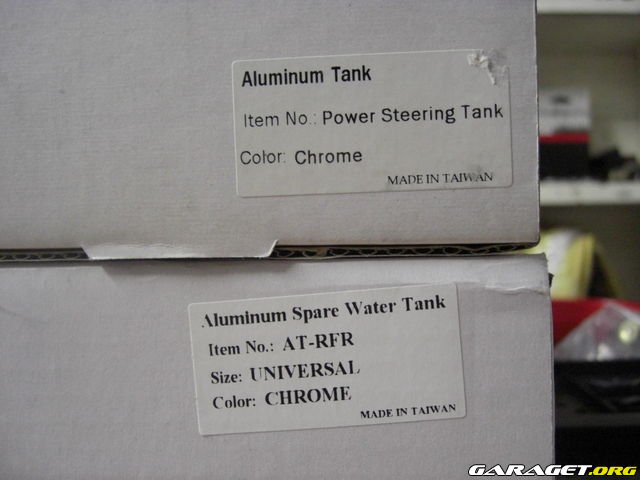 Aluminum Tank
Item No.: Power Steering Tank
Color: Chrome
MADE IN TAIWAN
Aluminum Spare Water Tank
Item No.: AT-RFR
Size: UNIVERSAL
Color: CHROME
MADE IN TAIWAN
GARAGET.ORG